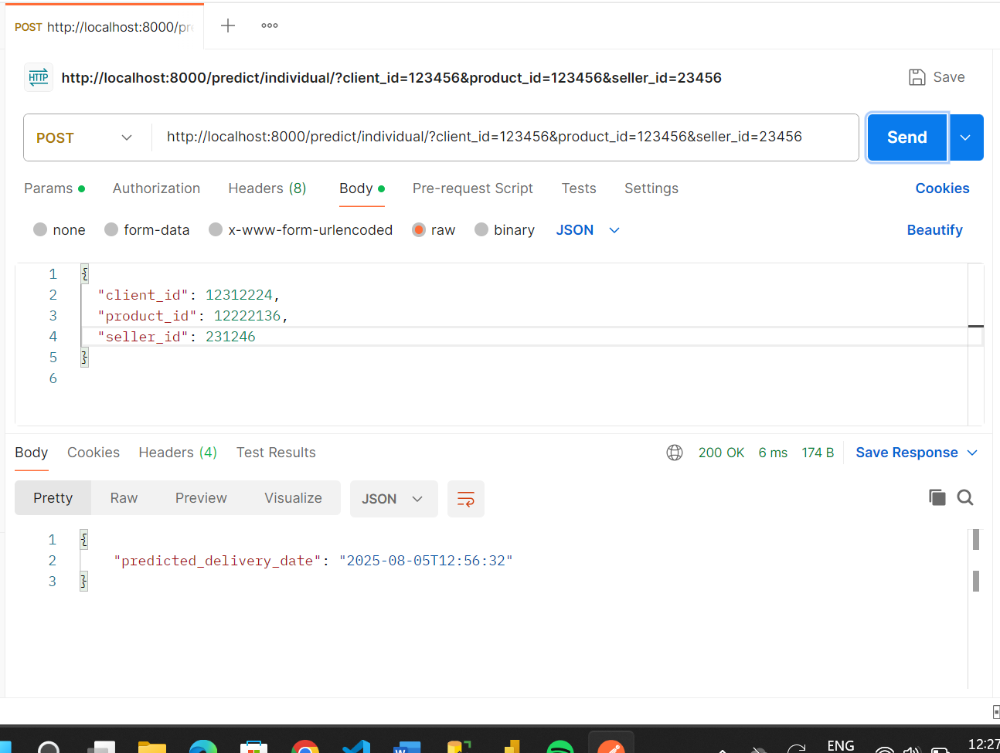 POST http://localhost:8000/pre
HTTP http://localhost:8000/predict/individual/?client_id=123456&product_id=123456&seller_id=23456 Save
POST http://localhost:8000/predict/individual/?client_id=123456&product_id=123456&seller_id=23456 Send
Params Authorization Headers (8) Body Pre-request Script Tests Settings Cookies
none form-data x-www-form-urlencoded raw binary JSON Beautify
1 {
2 "client_id": 12312224,
3 "product_id": 12222136,
4 "seller_id": 231246
5 }
6
Body Cookies Headers (4) Test Results 200 OK 6 ms 174 B Save Response
Pretty Raw Preview Visualize JSON
1 {
2 "predicted_delivery_date": "2025-08-05T12:56:32"
3 }
ENG 12:27